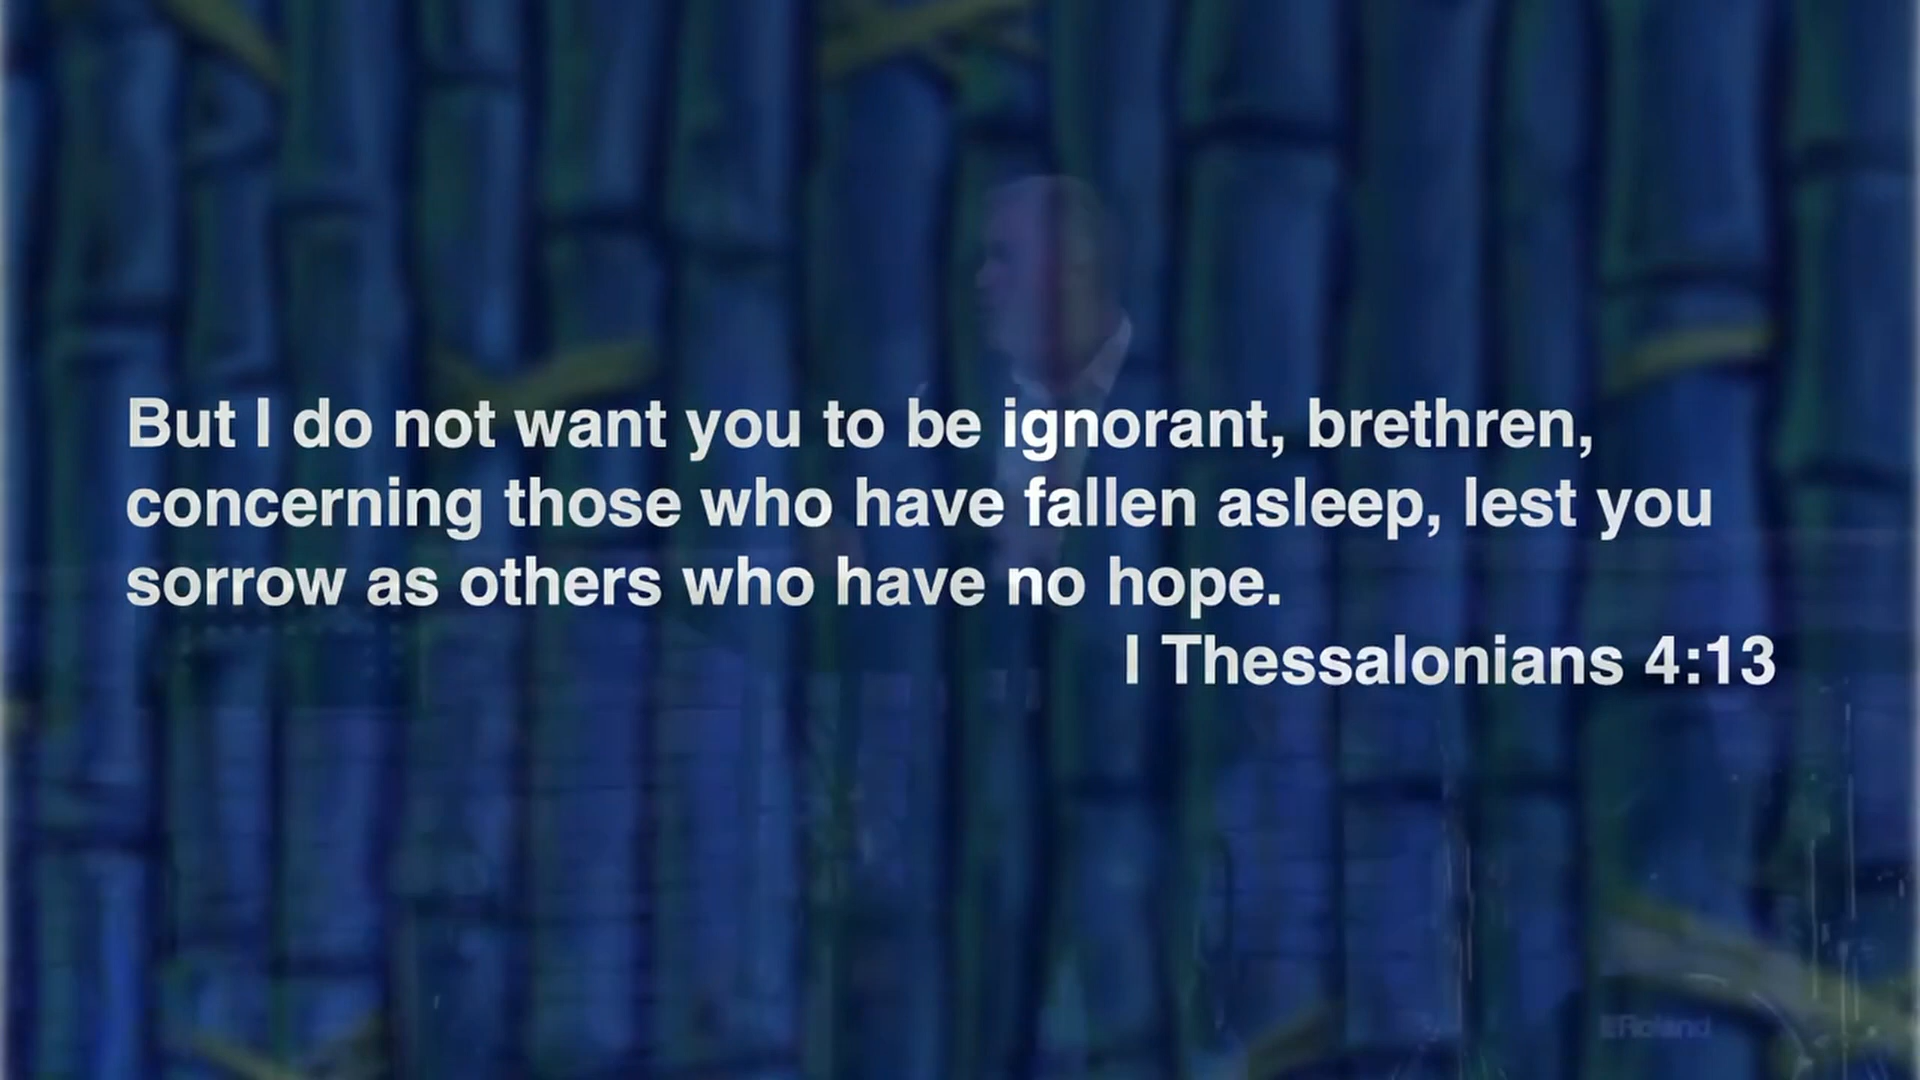 But I do not want you to be ignorant, brethren,
concerning those who have fallen asleep, lest you
sorrow as others who have no hope.
I Thessalonians 4:13
Roland